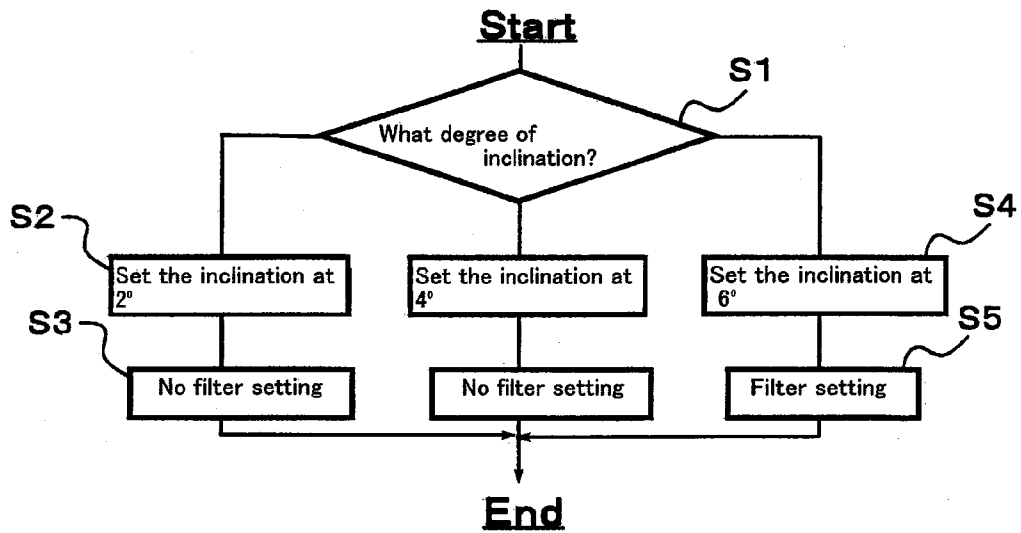 Start
S1
What degree of
inclination?
S2
S4
Set the inclination at
2°
Set the inclination at
4°
Set the inclination at
6°
S3
S5
No filter setting
No filter setting
Filter setting
End